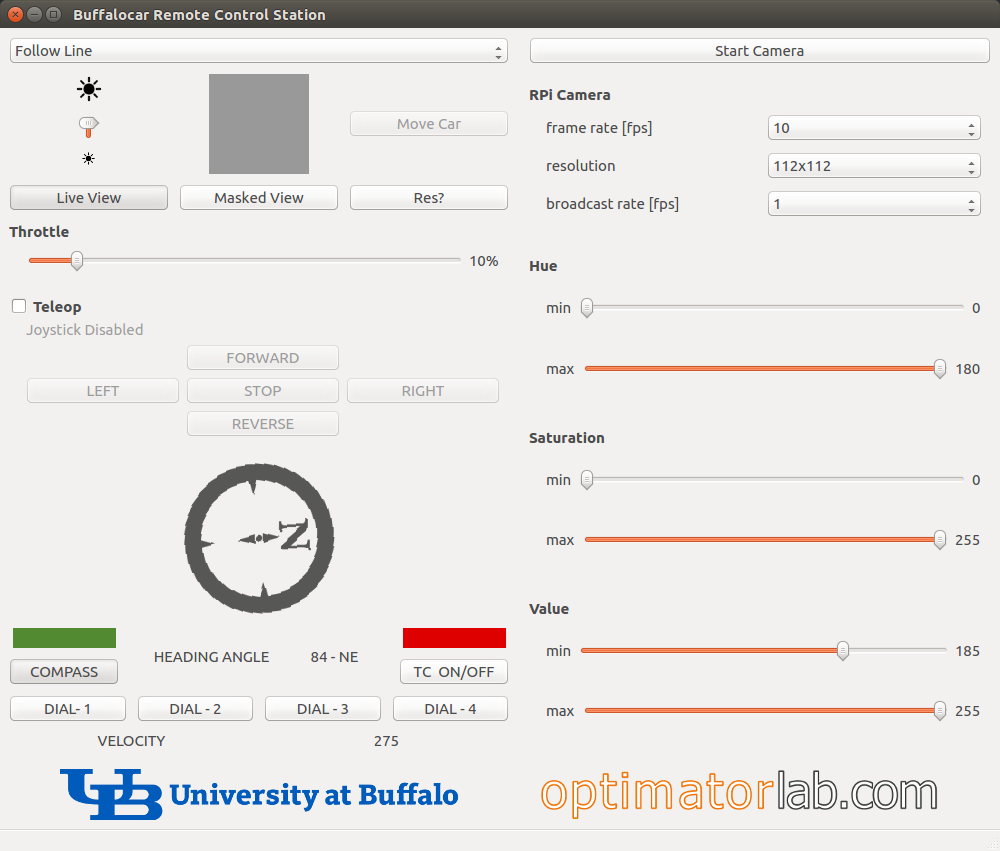 Buffalocar Remote Control Station
Follow Line
Move Car
Live View
Masked View
Res?
Throttle
10%
Teleop
Joystick Disabled
FORWARD
LEFT
STOP
RIGHT
REVERSE
N
HEADING ANGLE
84 - NE
COMPASS
TC ON/OFF
DIAL- 1
DIAL - 2
DIAL - 3
DIAL - 4
VELOCITY
275
UB
University at Buffalo
Start Camera
RPi Camera
frame rate [fps]
10
resolution
112x112
broadcast rate [fps]
1
Hue
min
0
max
180
Saturation
min
0
max
255
Value
min
185
max
255
optimatorlab.com